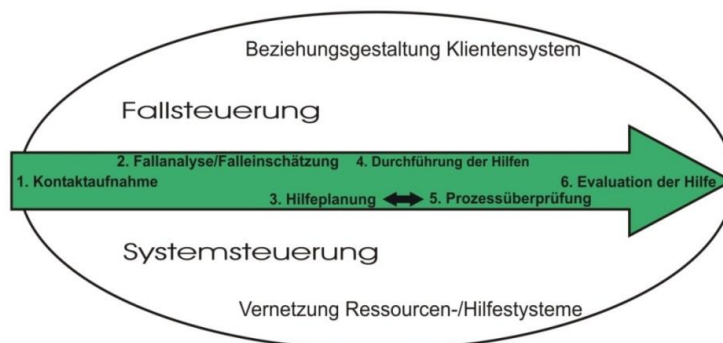 Beziehungsgestaltung Klientensystem
Fallsteuerung
2. Fallanalyse/Falleinschätzung
4. Durchführung der Hilfen
1. Kontaktaufnahme
6. Evaluation der Hilfe
3. Hilfeplanung
5. Prozessüberprüfung
Systemsteuerung
Vernetzung Ressourcen-/Hilfesysteme